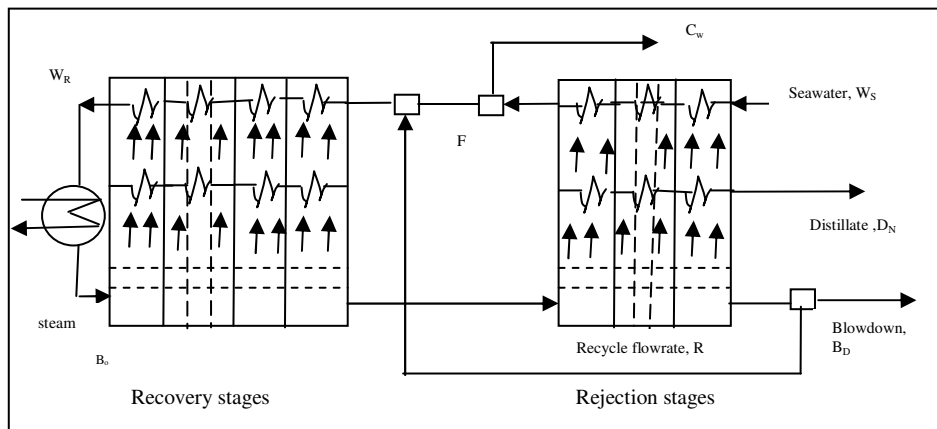 C_w
W_R
Seawater, W_S
F
Distillate ,D_N
steam
Recycle flowrate, R
Blowdown,
B_D
B_o
Recovery stages
Rejection stages